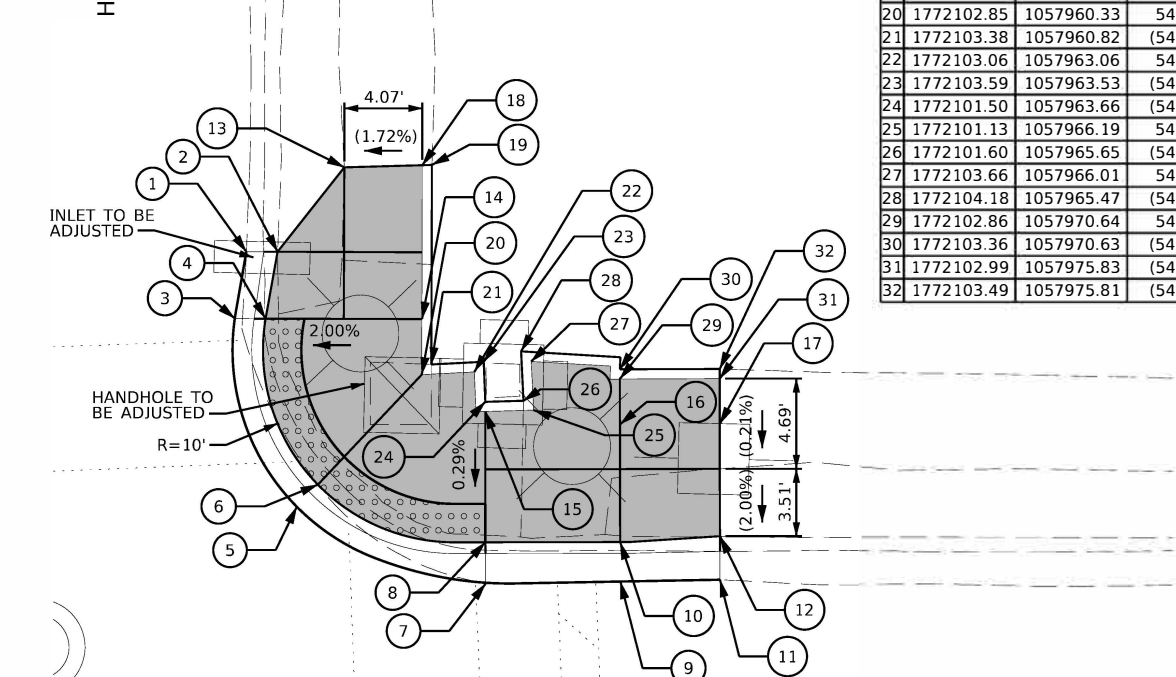 H
20 1772102.85 1057960.33 54
21 1772103.38 1057960.82 (54
22 1772103.06 1057963.06 54
23 1772103.59 1057963.53 (54
24 1772101.50 1057963.66 (54
25 1772101.13 1057966.19 54
26 1772101.60 1057965.65 (54
27 1772103.66 1057966.01 54
28 1772104.18 1057965.47 (54
29 1772102.86 1057970.64 54
30 1772103.36 1057970.63 (54
31 1772102.99 1057975.83 (54
32 1772103.49 1057975.81 (54
4.07'
18
(1.72%)
13
19
2
1
22
14
INLET TO BE
ADJUSTED
23
20
32
4
28
30
21
3
31
27
29
2.00%
17
26
16
HANDHOLE TO
BE ADJUSTED
(0.21%)
4.69'
R=10'
25
24
0.29%
(2.00%)
3.51'
6
15
5
8
12
10
7
11
9